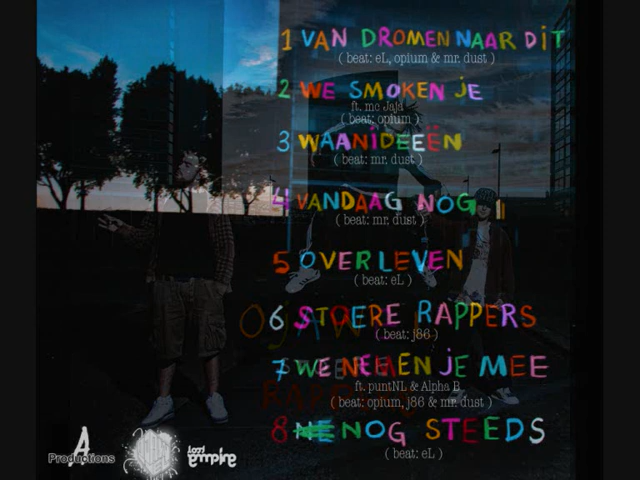 1 VAN DROMEN NAAR DIT
( beat: eL, opium & mr. dust )
2 WE SMOKEN JE
ft. mc Jaja
( beat: opium )
3 WAANIDEEËN
( beat: mr. dust )
4 VANDAAG NOG
( beat: mr. dust )
5 OVERLEVEN
( beat: eL )
6 STOERE RAPPERS
( beat: j86 )
7 WE NEMEN JE MEE
ft. puntNL & Alpha B
( beat: opium, j86 & mr. dust )
8 NOG STEEDS
( beat: eL )
A
Productions
empire